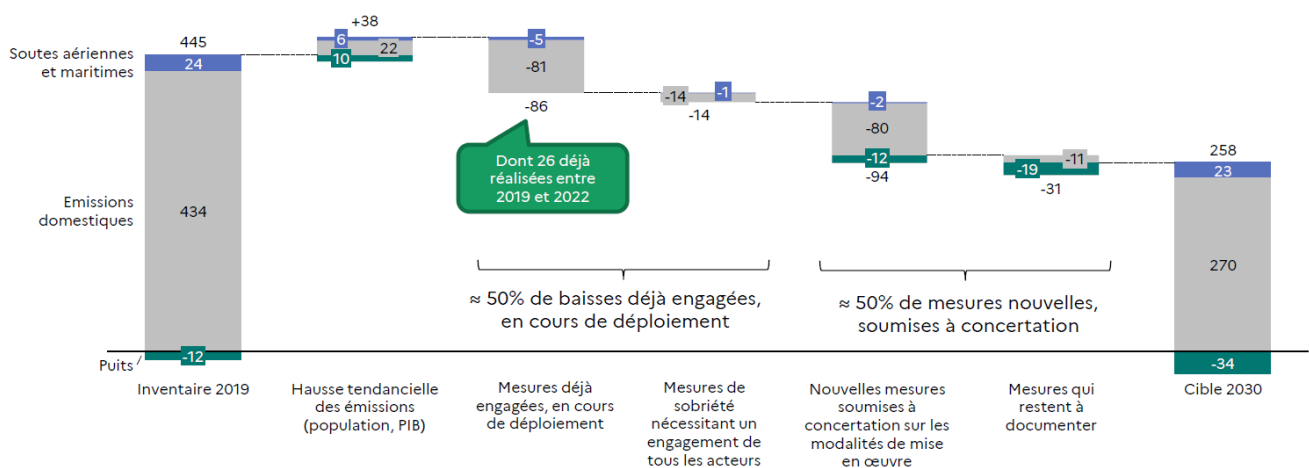 +38
445
6
-5
Soutes aériennes
et maritimes
24
22
10
-81
-14
-1
-86
-14
-2
-80
-12
-94
-11
-19
-31
258
23
Dont 26 déjà
réalisées entre
2019 et 2022
Emissions
domestiques
434
270
≈ 50% de baisses déjà engagées,
en cours de déploiement
≈ 50% de mesures nouvelles,
soumises à concertation
Puits
-12
-34
Inventaire 2019
Hausse tendancielle
des émissions
(population, PIB)
Mesures déjà
engagées, en cours
de déploiement
Mesures de
sobriété
nécessitant un
engagement de
tous les acteurs
Nouvelles mesures
soumises à
concertation sur les
modalités de mise
en œuvre
Mesures qui
restent à
documenter
Cible 2030